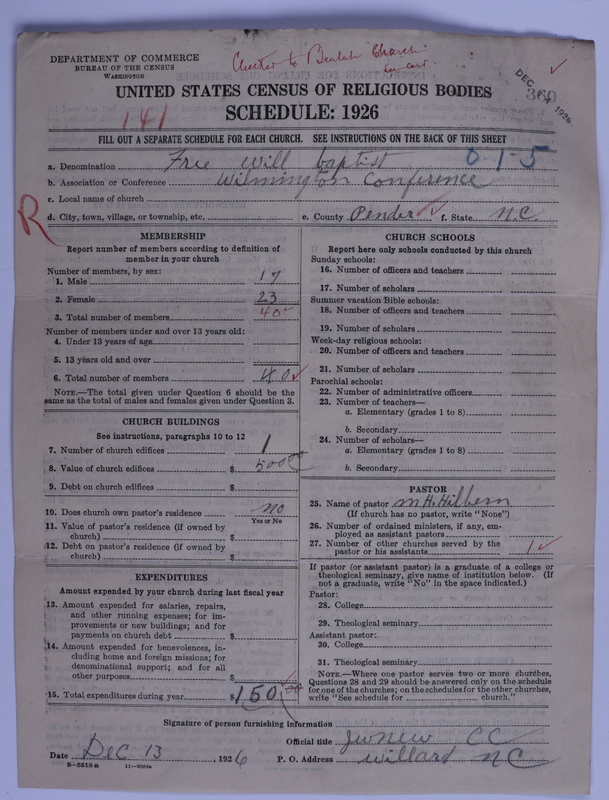 DEPARTMENT OF COMMERCE
BUREAU OF THE CENSUS
WASHINGTON
to Beulah Church
DEC 1926
360
UNITED STATES CENSUS OF RELIGIOUS BODIES
SCHEDULE: 1926
141
FILL OUT A SEPARATE SCHEDULE FOR EACH CHURCH. SEE INSTRUCTIONS ON THE BACK OF THIS SHEET
a. Denomination Free Will baptist 0-1-5
b. Association or Conference Wilmington Conference
c. Local name of church
d. City, town, village, or township, etc. e. County Pender f. State N.C.
R
MEMBERSHIP
Report number of members according to definition of
member in your church
Number of members, by sex:
1. Male 17
2. Female 23
3. Total number of members 40
Number of members under and over 13 years old:
4. Under 13 years of age
5. 13 years old and over
6. Total number of members 40
NOTE.—The total given under Question 6 should be the
same as the total of males and females given under Question 3.
CHURCH BUILDINGS
See instructions, paragraphs 10 to 12
7. Number of church edifices 1
8. Value of church edifices $ 500 00
9. Debt on church edifices $
10. Does church own pastor's residence no
Yes or No
11. Value of pastor's residence (if owned by
church) $
12. Debt on pastor's residence (if owned by
church) $
EXPENDITURES
Amount expended by your church during last fiscal year
13. Amount expended for salaries, repairs,
and other running expenses; for im-
provements or new buildings; and for
payments on church debt $
14. Amount expended for benevolences, in-
cluding home and foreign missions; for
denominational support; and for all
other purposes $
15. Total expenditures during year $ 150 00
CHURCH SCHOOLS
Report here only schools conducted by this church
Sunday schools:
16. Number of officers and teachers
17. Number of scholars
Summer vacation Bible schools:
18. Number of officers and teachers
19. Number of scholars
Week-day religious schools:
20. Number of officers and teachers
21. Number of scholars
Parochial schools:
22. Number of administrative officers
23. Number of teachers—
a. Elementary (grades 1 to 8)
b. Secondary
24. Number of scholars—
a. Elementary (grades 1 to 8)
b. Secondary
PASTOR
25. Name of pastor M. H. Hilbern
(If church has no pastor, write "None")
26. Number of ordained ministers, if any, em-
ployed as assistant pastors
27. Number of other churches served by the
pastor or his assistants 1
If pastor (or assistant pastor) is a graduate of a college or
theological seminary, give name of institution below. (If
not a graduate, write "No" in the space indicated.)
Pastor:
28. College
29. Theological seminary
Assistant pastor:
30. College
31. Theological seminary
NOTE.—Where one pastor serves two or more churches,
Questions 28 and 29 should be answered only on the schedule
for one of the churches; on the schedules for the other churches,
write "See schedule for church."
Signature of person furnishing information
Official title J W New C C
Date Dec 13, 1926 P. O. Address Willard N C
8-5518 a 11-9084a